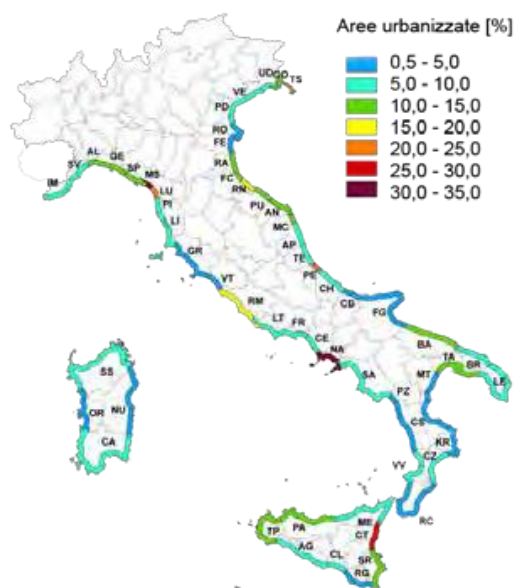 Aree urbanizzate [%]
0,5 - 5,0
5,0 - 10,0
10,0 - 15,0
15,0 - 20,0
20,0 - 25,0
25,0 - 30,0
30,0 - 35,0
UD GO TS
VE
PD
RO
FE
AL GE
SV SP
RA
MS
IM
FC
LU
RN
PI
PU
AN
LI
MC
GR
AP
TE
VT
PE
CH
RM
CB
FG
LT FR
CE
BA
NA
TA
BR
SA
MT
LE
SS
PZ
OR NU
CS
KR
CA
CZ
VV
RC
ME
PA
TP
CT
AG
CL
SR
RG